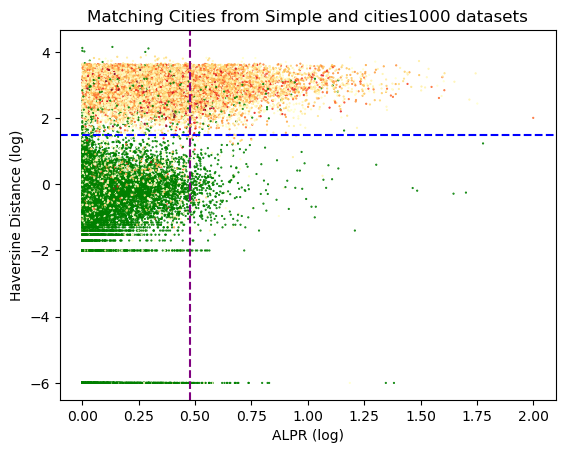 Matching Cities from Simple and cities1000 datasets
Haversine Distance (log)
4
2
0
−2
−4
−6
0.00 0.25 0.50 0.75 1.00 1.25 1.50 1.75 2.00
ALPR (log)